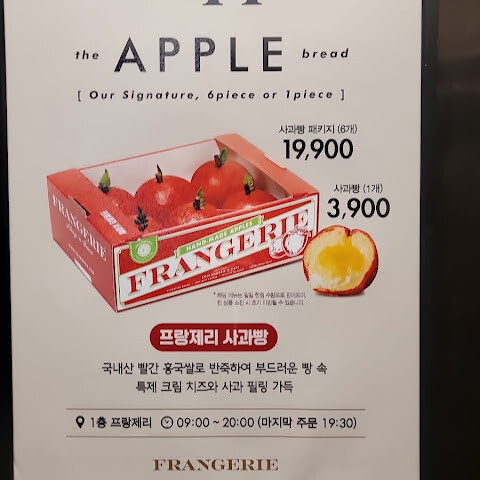 the APPLE bread
[ Our Signature, 6piece or 1piece ]
사과빵 패키지 (6개)
19,900
사과빵 (1개)
3,900
FRANGERIE
HAND MADE APPLES
FRANGERIE
프랑제리 사과빵
국내산 빨간 홍국쌀로 반죽하여 부드러운 빵 속
특제 크림 치즈와 사과 필링 가득
1층 프랑제리 09:00 ~ 20:00 (마지막 주문 19:30)
FRANGERIE